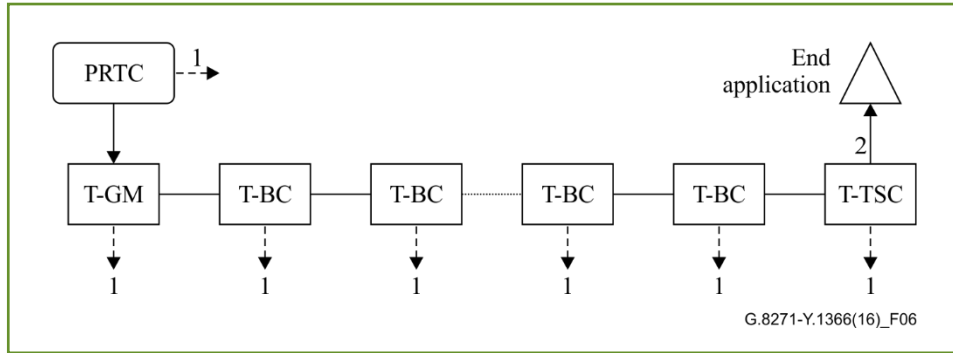 PRTC
1
End
application
2
T-GM
T-BC
T-BC
T-BC
T-BC
T-TSC
1
1
1
1
1
1
G.8271-Y.1366(16)_F06